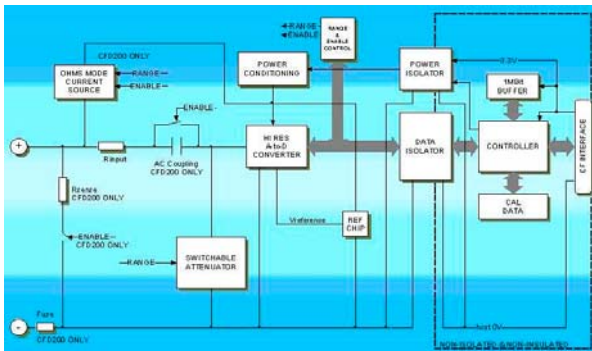 RANGE
ENABLE
RANGE
&
ENABLE
CONTROL
CFD200 ONLY
OHMS MODE
CURRENT
SOURCE
RANGE
ENABLE
POWER
CONDITIONING
POWER
ISOLATOR
3.3V
1MBit
BUFFER
ENABLE
+
Rinput
AC Coupling
CFD200 ONLY
HI RES
A-to-D
CONVERTER
DATA
ISOLATOR
CONTROLLER
CF INTERFACE
Rsense
CFD200 ONLY
ENABLE
CFD200 ONLY
Vreference
REF
CHIP
CAL
DATA
RANGE
SWITCHABLE
ATTENUATOR
-
Fuse
CFD200 ONLY
host 0V
NON-ISOLATED & NON-INSULATED